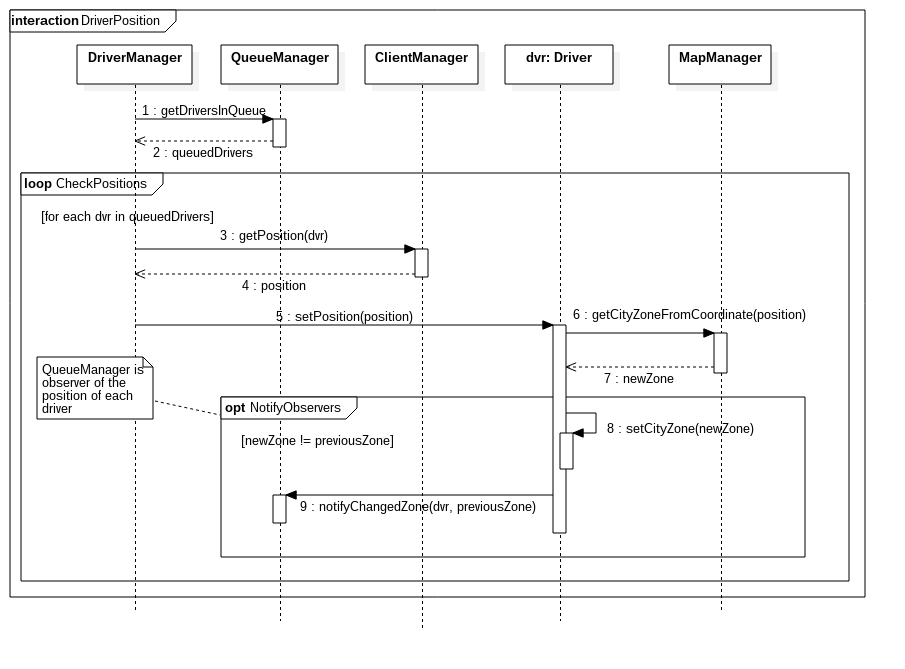 interaction DriverPosition
DriverManager
QueueManager
ClientManager
dvr: Driver
MapManager
1 : getDriversInQueue
2 : queuedDrivers
loop CheckPositions
[for each dvr in queuedDrivers]
3 : getPosition(dvr)
4 : position
5 : setPosition(position)
6 : getCityZoneFromCoordinate(position)
7 : newZone
QueueManager is
observer of the
position of each
driver
opt NotifyObservers
[newZone != previousZone]
8 : setCityZone(newZone)
9 : notifyChangedZone(dvr, previousZone)